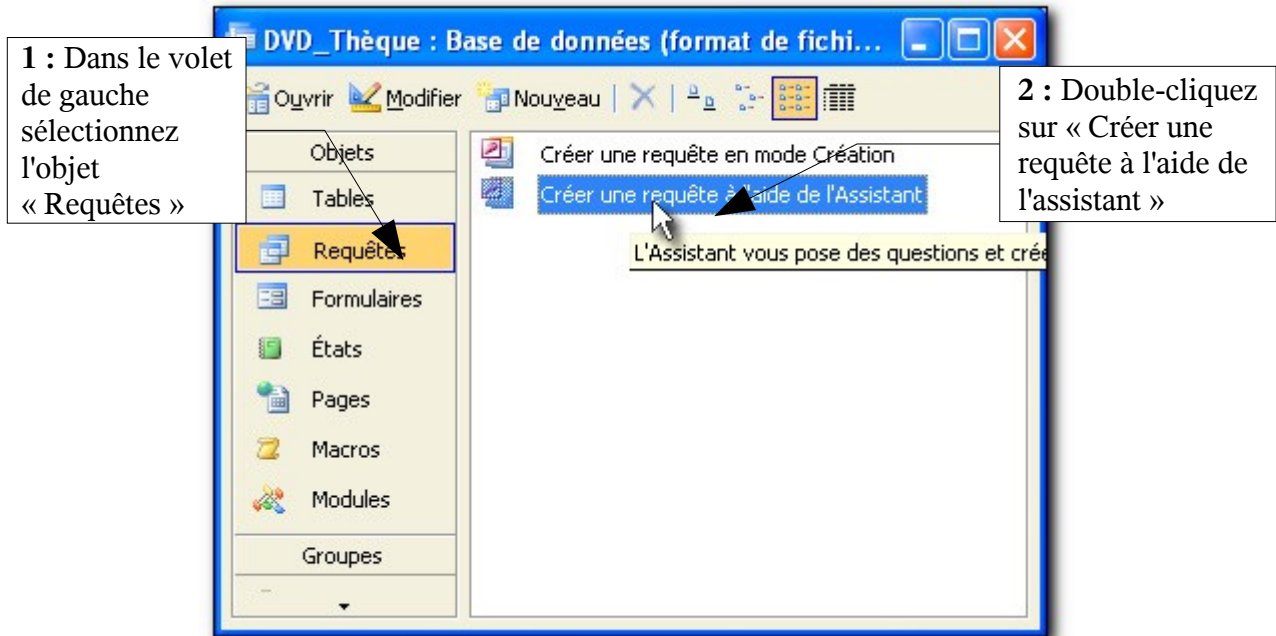 DVD_Thèque : Base de données (format de fichi...
1 : Dans le volet
de gauche
sélectionnez
l'objet
« Requêtes »
Ouvrir Modifier Nouveau
2 : Double-cliquez
sur « Créer une
requête à l'aide de
l'assistant »
Objets
Tables
Requêtes
Formulaires
États
Pages
Macros
Modules
Groupes
Créer une requête en mode Création
Créer une requête à l'aide de l'Assistant
L'Assistant vous pose des questions et crée